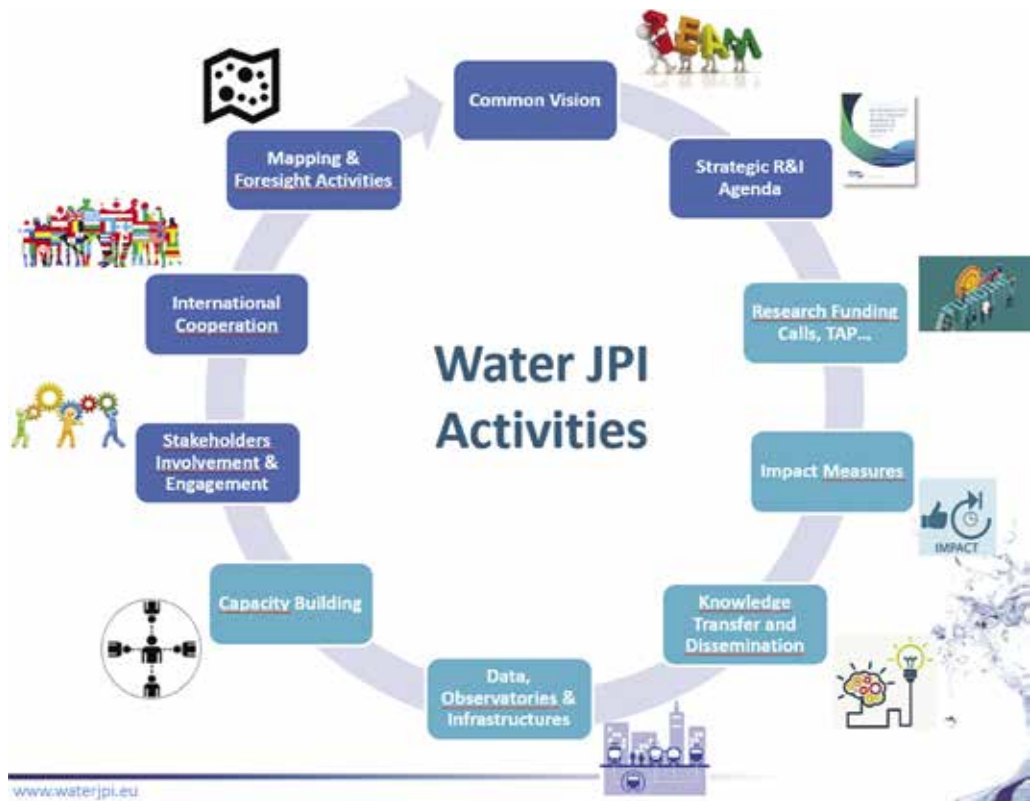 TEAM
Common Vision
Strategic R&I
Agenda
Research Funding
Calls, TAP...
Impact Measures
IMPACT
Knowledge
Transfer and
Dissemination
Data,
Observatories &
Infrastructures
Capacity Building
Stakeholders
Involvement &
Engagement
International
Cooperation
Mapping &
Foresight Activities
Water JPI
Activities
www.waterjpi.eu